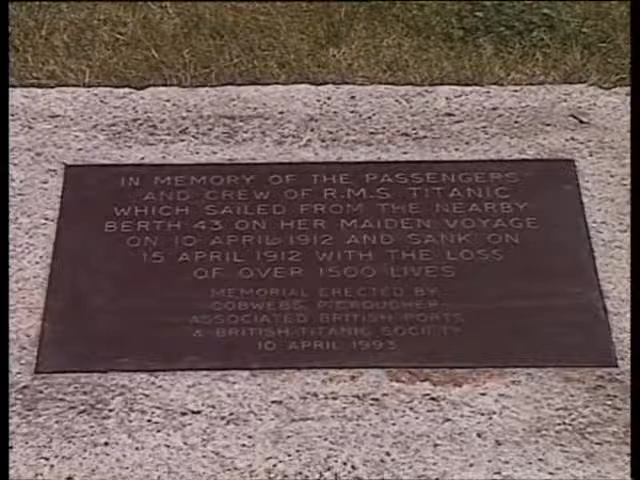 IN MEMORY OF THE PASSENGERS
AND CREW OF R.M.S. TITANIC
WHICH SAILED FROM THE NEARBY
BERTH 43 ON HER MAIDEN VOYAGE
ON 10 APRIL 1912 AND SANK ON
15 APRIL 1912 WITH THE LOSS
OF OVER 1500 LIVES
MEMORIAL ERECTED BY
COBWEBS
ASSOCIATED BRITISH PORTS
& BRITISH TITANIC SOCIETY
10 APRIL 1993